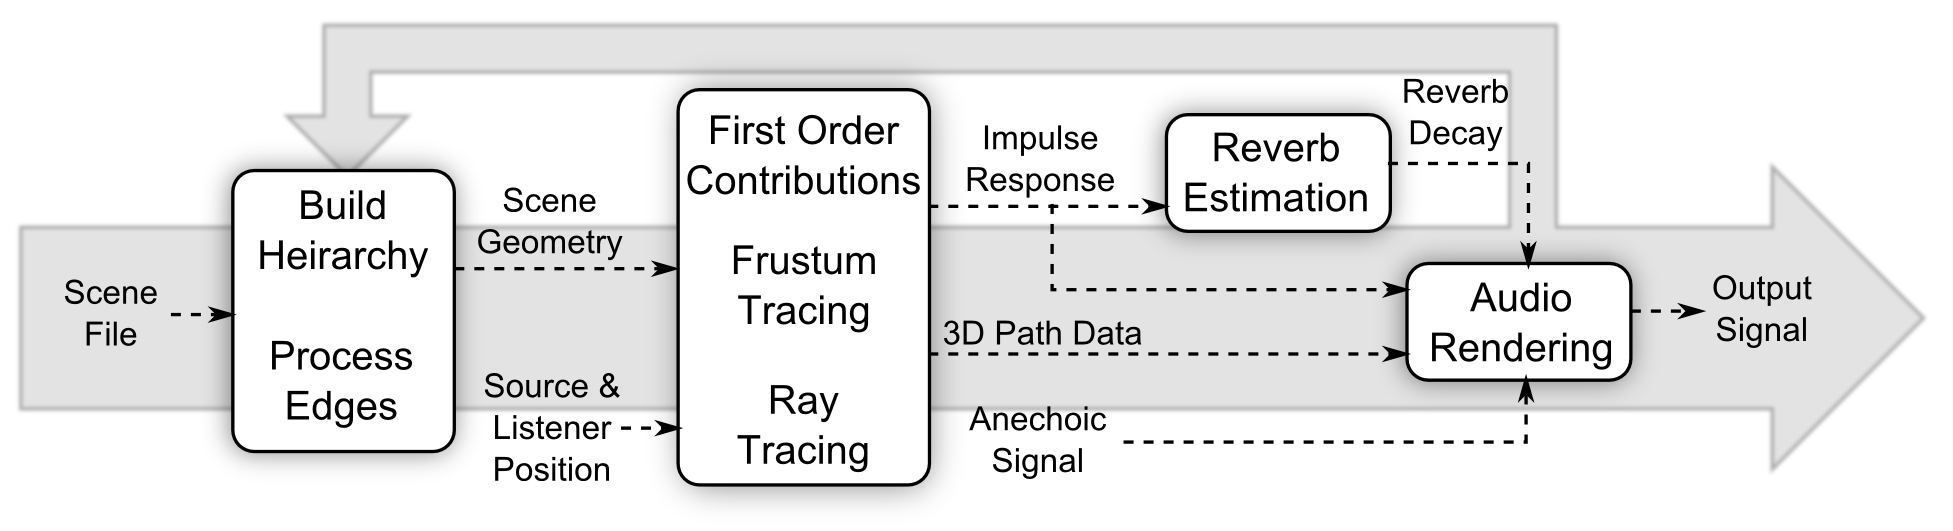 Scene
File
Build
Heirarchy
Process
Edges
Scene
Geometry
Source &
Listener
Position
First Order
Contributions
Frustum
Tracing
Ray
Tracing
Impulse
Response
3D Path Data
Anechoic
Signal
Reverb
Estimation
Reverb
Decay
Audio
Rendering
Output
Signal